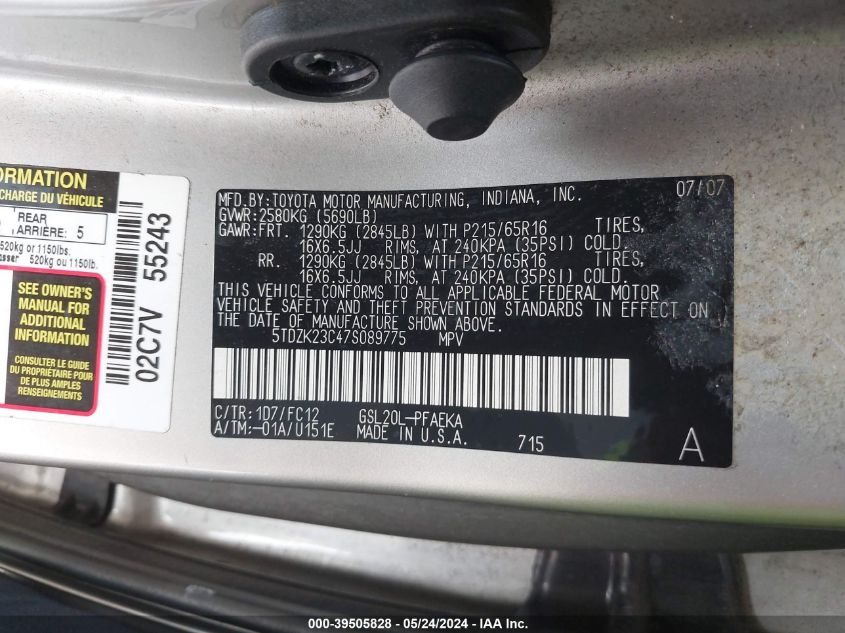 FORMATION
CHARGE DU VÉHICULE
REAR
ARRIÈRE: 5
520kg or 1150lbs.
520kg ou 1150lb.
SEE OWNER'S
MANUAL FOR
ADDITIONAL
INFORMATION
CONSULTER LE GUIDE
DU PROPRIÉTAIRE POUR
DE PLUS AMPLES
RENSEIGNEMENTS
02C7V 55243
MFD.BY:TOYOTA MOTOR MANUFACTURING, INDIANA, INC. 07/07
GVWR:2580KG (5690LB)
GAWR:FRT. 1290KG (2845LB) WITH P215/65R16 TIRES,
16X6.5JJ RIMS, AT 240KPA (35PSI) COLD.
RR. 1290KG (2845LB) WITH P215/65R16 TIRES,
16X6.5JJ RIMS, AT 240KPA (35PSI) COLD.
THIS VEHICLE CONFORMS TO ALL APPLICABLE FEDERAL MOTOR
VEHICLE SAFETY AND THEFT PREVENTION STANDARDS IN EFFECT ON
THE DATE OF MANUFACTURE SHOWN ABOVE.
5TDZK23C47S089775 MPV
C/TR:1D7/FC12 GSL20L-PFAEKA
A/TM:-01A/U151E MADE IN U.S.A. 715 A
000-39505828 - 05/24/2024 - IAA Inc.